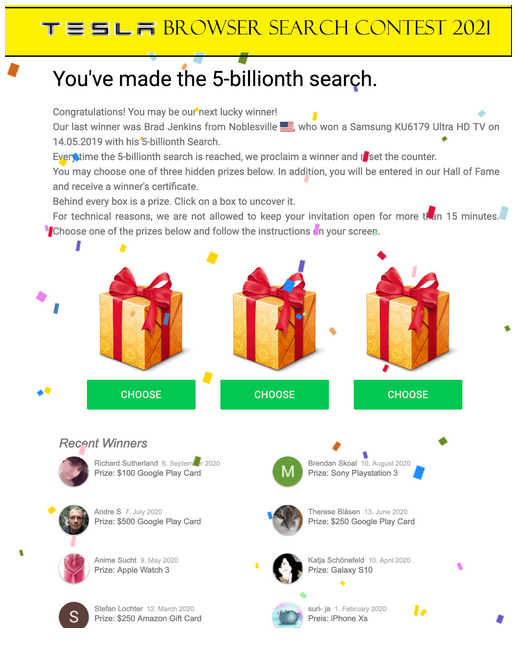 TESLA BROWSER SEARCH CONTEST 2021
You've made the 5-billionth search.
Congratulations! You may be our next lucky winner!
Our last winner was Brad Jenkins from Noblesville , who won a Samsung KU6179 Ultra HD TV on
14.05.2019 with his 5-billionth Search.
Everytime the 5-billionth search is reached, we proclaim a winner and reset the counter.
You may choose one of three hidden prizes below. In addition, you will be entered in our Hall of Fame
and receive a winner's certificate.
Behind every box is a prize. Click on a box to uncover it.
For technical reasons, we are not allowed to keep your invitation open for more than 15 minutes.
Choose one of the prizes below and follow the instructions on your screen.
CHOOSE CHOOSE CHOOSE
Recent Winners
Richard Sutherland 6. September 2020
Prize: $100 Google Play Card
M Brendan Skoal 10. August 2020
Prize: Sony Playstation 3
Andre S 7. July 2020
Prize: $500 Google Play Card
Therese Bläsen 13. June 2020
Prize: $250 Google Play Card
Anime Sucht 9. May 2020
Prize: Apple Watch 3
Katja Schönefeld 10. April 2020
Prize: Galaxy S10
S Stefan Lochter 12. March 2020
Prize: $250 Amazon Gift Card
suri- ja 1. February 2020
Preis: iPhone Xs